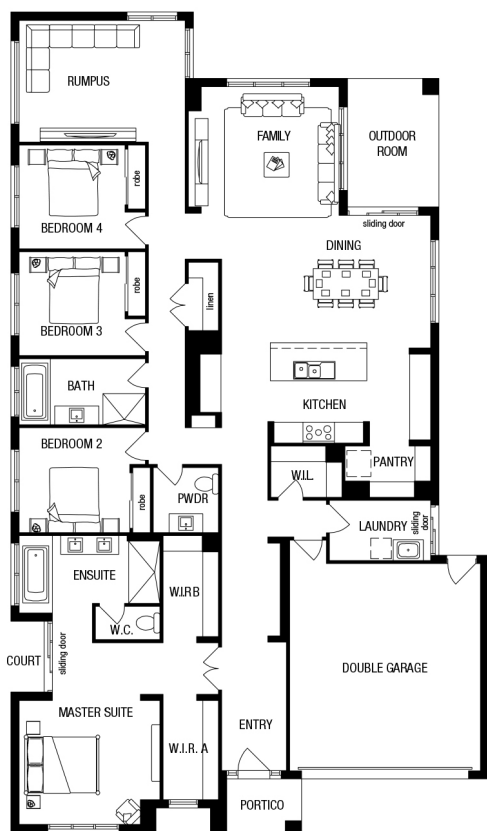 RUMPUS
FAMILY
OUTDOOR
ROOM
robe
BEDROOM 4
sliding door
DINING
robe
linen
BEDROOM 3
BATH
KITCHEN
BEDROOM 2
W.I.L.
PANTRY
robe
PWDR
LAUNDRY
sliding
door
ENSUITE
W.I.R B
W.C.
COURT
sliding door
DOUBLE GARAGE
MASTER SUITE
W.I.R. A
ENTRY
PORTICO